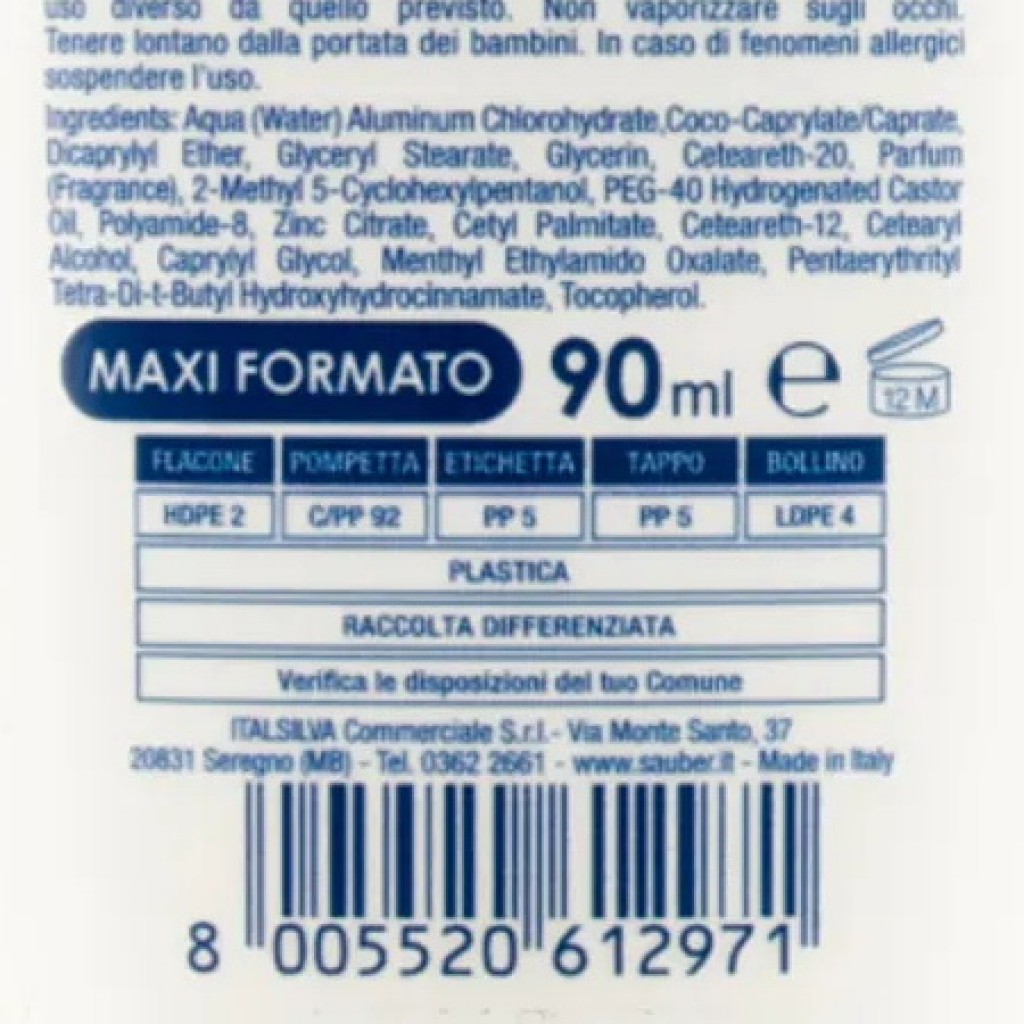 uso diverso da quello previsto. Non vaporizzare sugli occhi.
Tenere lontano dalla portata dei bambini. In caso di fenomeni allergici
sospendere l'uso.
Ingredients: Aqua (Water) Aluminum Chlorohydrate,Coco-Caprylate/Caprate,
Dicaprylyl Ether, Glyceryl Stearate, Glycerin, Ceteareth-20, Parfum
(Fragrance), 2-Methyl 5-Cyclohexylpentanol, PEG-40 Hydrogenated Castor
Oil, Polyamide-8, Zinc Citrate, Cetyl Palmitate, Ceteareth-12, Cetearyl
Alcohol, Caprylyl Glycol, Menthyl Ethylamido Oxalate, Pentaerythrityl
Tetra-Di-t-Butyl Hydroxyhydrocinnamate, Tocopherol.
MAXI FORMATO 90 ml e 12 M
FLACONE POMPETTA ETICHETTA TAPPO BOLLINO
HDPE 2 C/PP 92 PP 5 PP 5 LDPE 4
PLASTICA
RACCOLTA DIFFERENZIATA
Verifica le disposizioni del tuo Comune
ITALSILVA Commerciale S.r.l.- Via Monte Santo, 37
20831 Seregno (MB) - Tel. 0362 2661 - www.sauber.it - Made in Italy
8 005520 612971